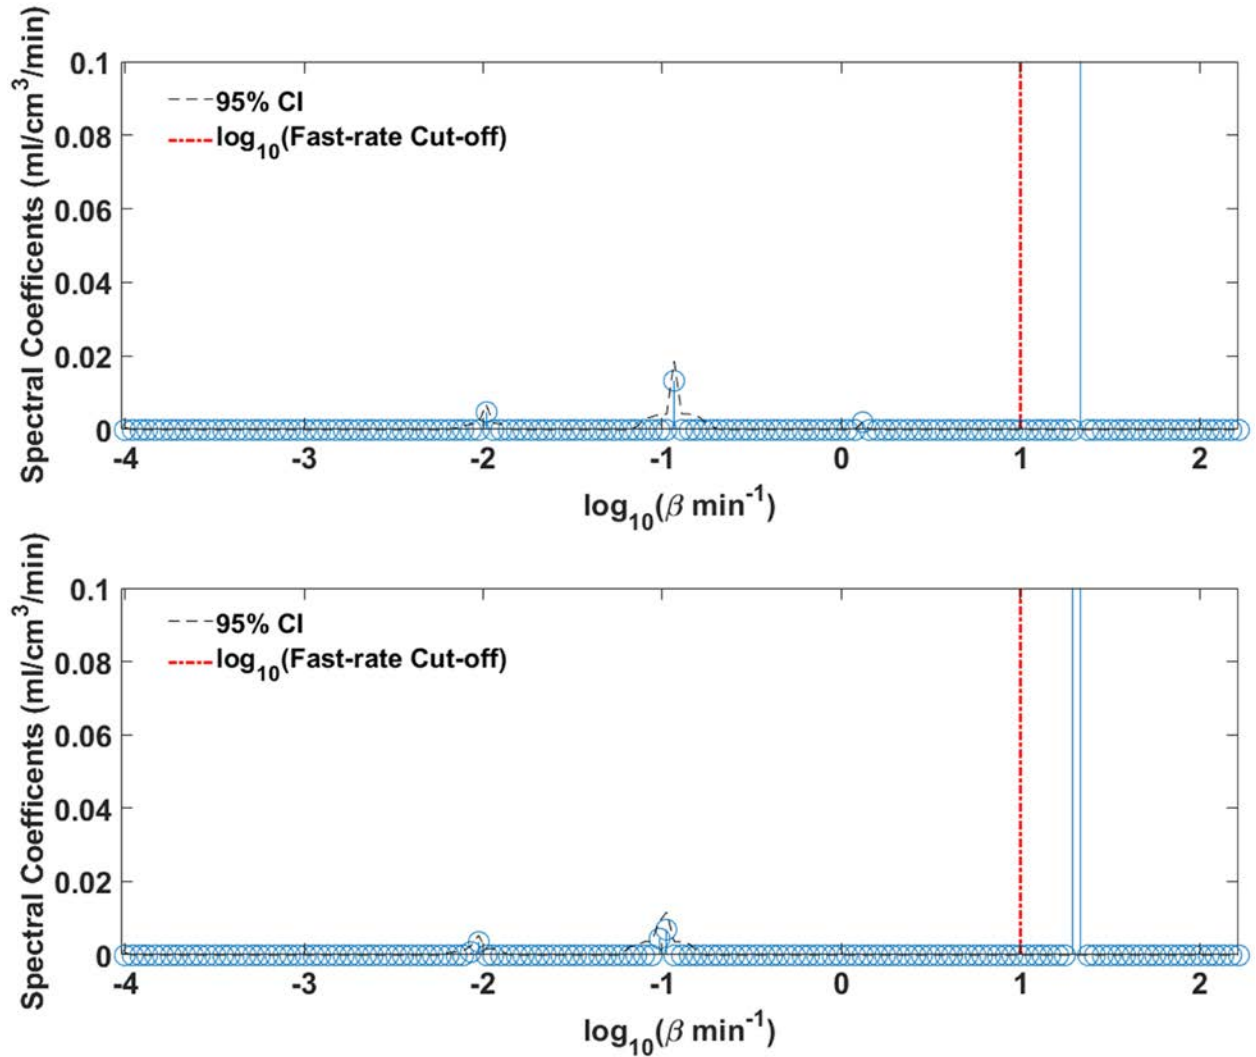 Spectral Coefficents (ml/cm³/min)
0.1
0.08
0.06
0.04
0.02
0
95% CI
log₁₀(Fast-rate Cut-off)
-4 -3 -2 -1 0 1 2
log₁₀(β min⁻¹)
Spectral Coefficents (ml/cm³/min)
0.1
0.08
0.06
0.04
0.02
0
95% CI
log₁₀(Fast-rate Cut-off)
-4 -3 -2 -1 0 1 2
log₁₀(β min⁻¹)